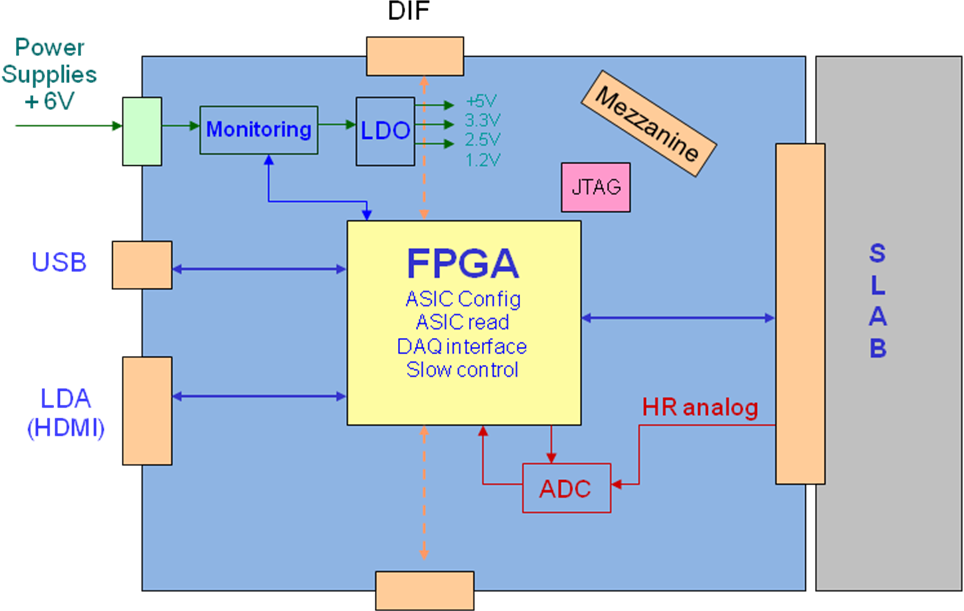 DIF
Power
Supplies
+ 6V
Monitoring
LDO
+5V
3.3V
2.5V
1.2V
Mezzanine
JTAG
USB
FPGA
ASIC Config
ASIC read
DAQ interface
Slow control
S
L
A
B
LDA
(HDMI)
HR analog
ADC